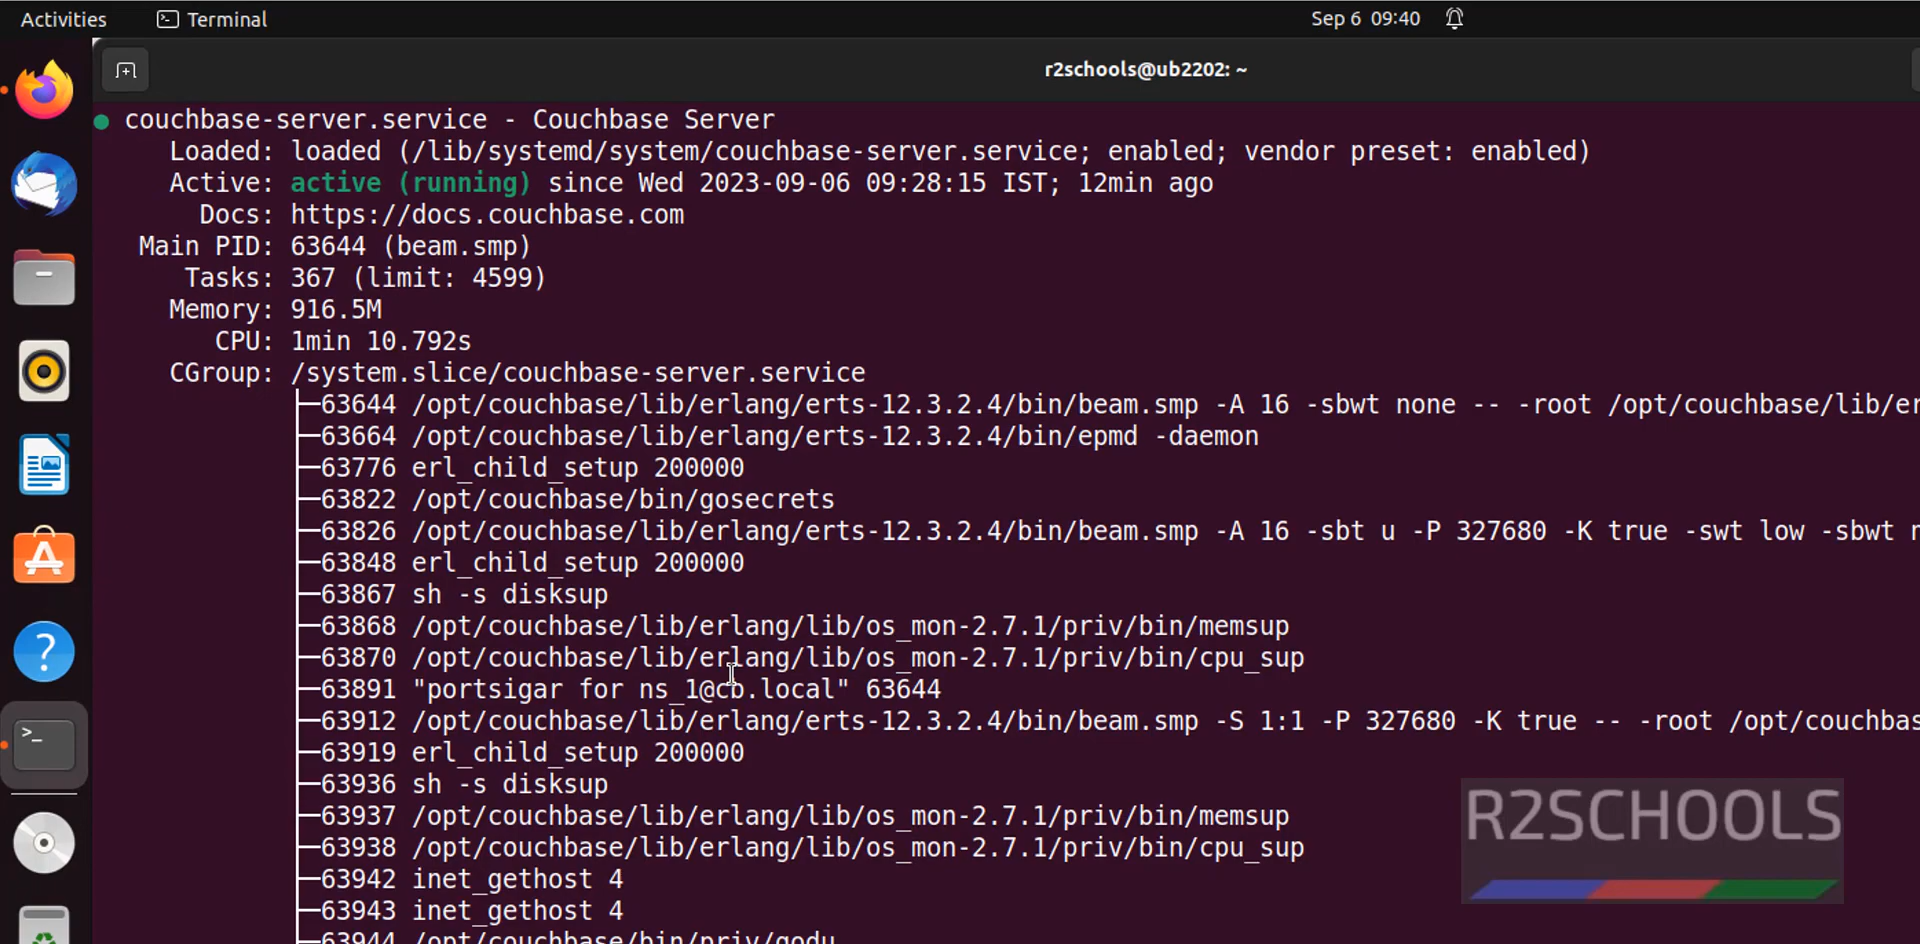 Activities
Terminal
Sep 6 09:40
r2schools@ub2202: ~
couchbase-server.service - Couchbase Server
Loaded: loaded (/lib/systemd/system/couchbase-server.service; enabled; vendor preset: enabled)
Active: active (running) since Wed 2023-09-06 09:28:15 IST; 12min ago
Docs: https://docs.couchbase.com
Main PID: 63644 (beam.smp)
Tasks: 367 (limit: 4599)
Memory: 916.5M
CPU: 1min 10.792s
CGroup: /system.slice/couchbase-server.service
├─63644 /opt/couchbase/lib/erlang/erts-12.3.2.4/bin/beam.smp -A 16 -sbwt none -- -root /opt/couchbase/lib/er
├─63664 /opt/couchbase/lib/erlang/erts-12.3.2.4/bin/epmd -daemon
├─63776 erl_child_setup 200000
├─63822 /opt/couchbase/bin/gosecrets
├─63826 /opt/couchbase/lib/erlang/erts-12.3.2.4/bin/beam.smp -A 16 -sbt u -P 327680 -K true -swt low -sbwt n
├─63848 erl_child_setup 200000
├─63867 sh -s disksup
├─63868 /opt/couchbase/lib/erlang/lib/os_mon-2.7.1/priv/bin/memsup
├─63870 /opt/couchbase/lib/erlang/lib/os_mon-2.7.1/priv/bin/cpu_sup
├─63891 "portsigar for ns_1@cb.local" 63644
├─63912 /opt/couchbase/lib/erlang/erts-12.3.2.4/bin/beam.smp -S 1:1 -P 327680 -K true -- -root /opt/couchbas
├─63919 erl_child_setup 200000
├─63936 sh -s disksup
├─63937 /opt/couchbase/lib/erlang/lib/os_mon-2.7.1/priv/bin/memsup
├─63938 /opt/couchbase/lib/erlang/lib/os_mon-2.7.1/priv/bin/cpu_sup
├─63942 inet_gethost 4
├─63943 inet_gethost 4
├─63944 /opt/couchbase/bin/priv/godu
R2SCHOOLS